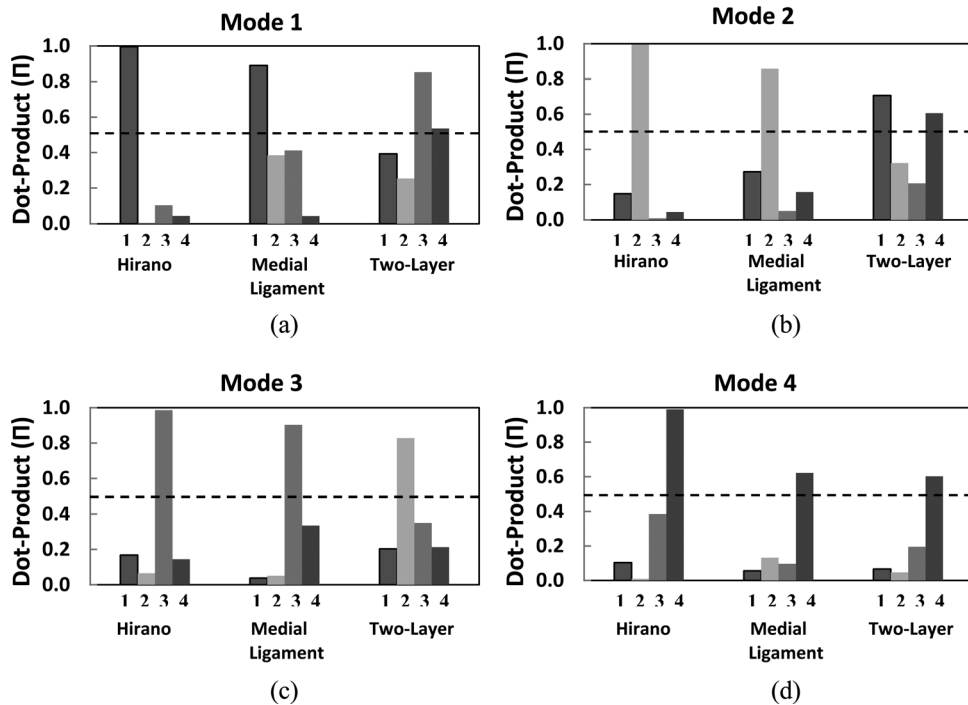 Mode 1
Dot-Product (Π)
1.0
0.8
0.6
0.4
0.2
0.0
1 2 3 4 1 2 3 4 1 2 3 4
Hirano Medial Two-Layer
Ligament
(a)
Mode 2
Dot-Product (Π)
1.0
0.8
0.6
0.4
0.2
0.0
1 2 3 4 1 2 3 4 1 2 3 4
Hirano Medial Two-Layer
Ligament
(b)
Mode 3
Dot-Product (Π)
1.0
0.8
0.6
0.4
0.2
0.0
1 2 3 4 1 2 3 4 1 2 3 4
Hirano Medial Two-Layer
Ligament
(c)
Mode 4
Dot-Product (Π)
1.0
0.8
0.6
0.4
0.2
0.0
1 2 3 4 1 2 3 4 1 2 3 4
Hirano Medial Two-Layer
Ligament
(d)